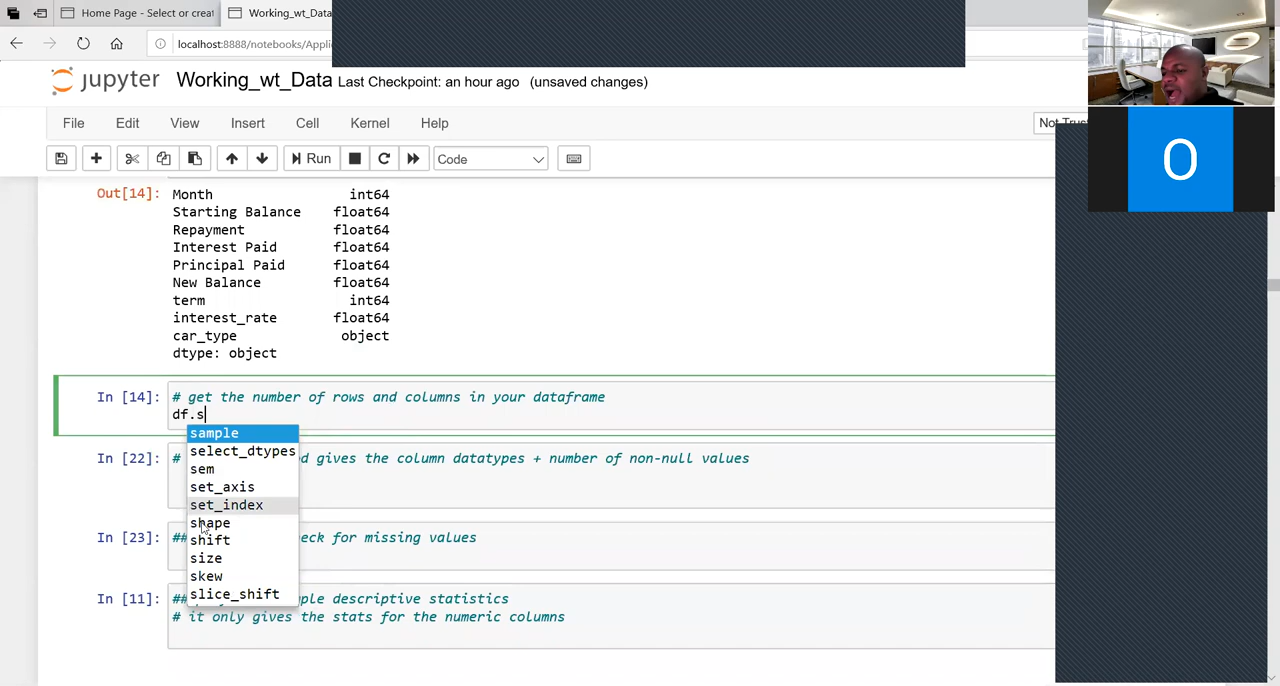 Home Page - Select or creat
Working_wt_Data
localhost:8888/notebooks/Appli
jupyter Working_wt_Data Last Checkpoint: an hour ago (unsaved changes)
File Edit View Insert Cell Kernel Help
Not Trus
Run Code
Out[14]: Month int64
Starting Balance float64
Repayment float64
Interest Paid float64
Principal Paid float64
New Balance float64
term int64
interest_rate float64
car_type object
dtype: object
In [14]: # get the number of rows and columns in your dataframe
df.s
sample
select_dtypes
sem
set_axis
set_index
shape
shift
size
skew
slice_shift
In [22]: # d gives the column datatypes + number of non-null values
In [23]: ## eck for missing values
In [11]: ## ple descriptive statistics
# it only gives the stats for the numeric columns
O